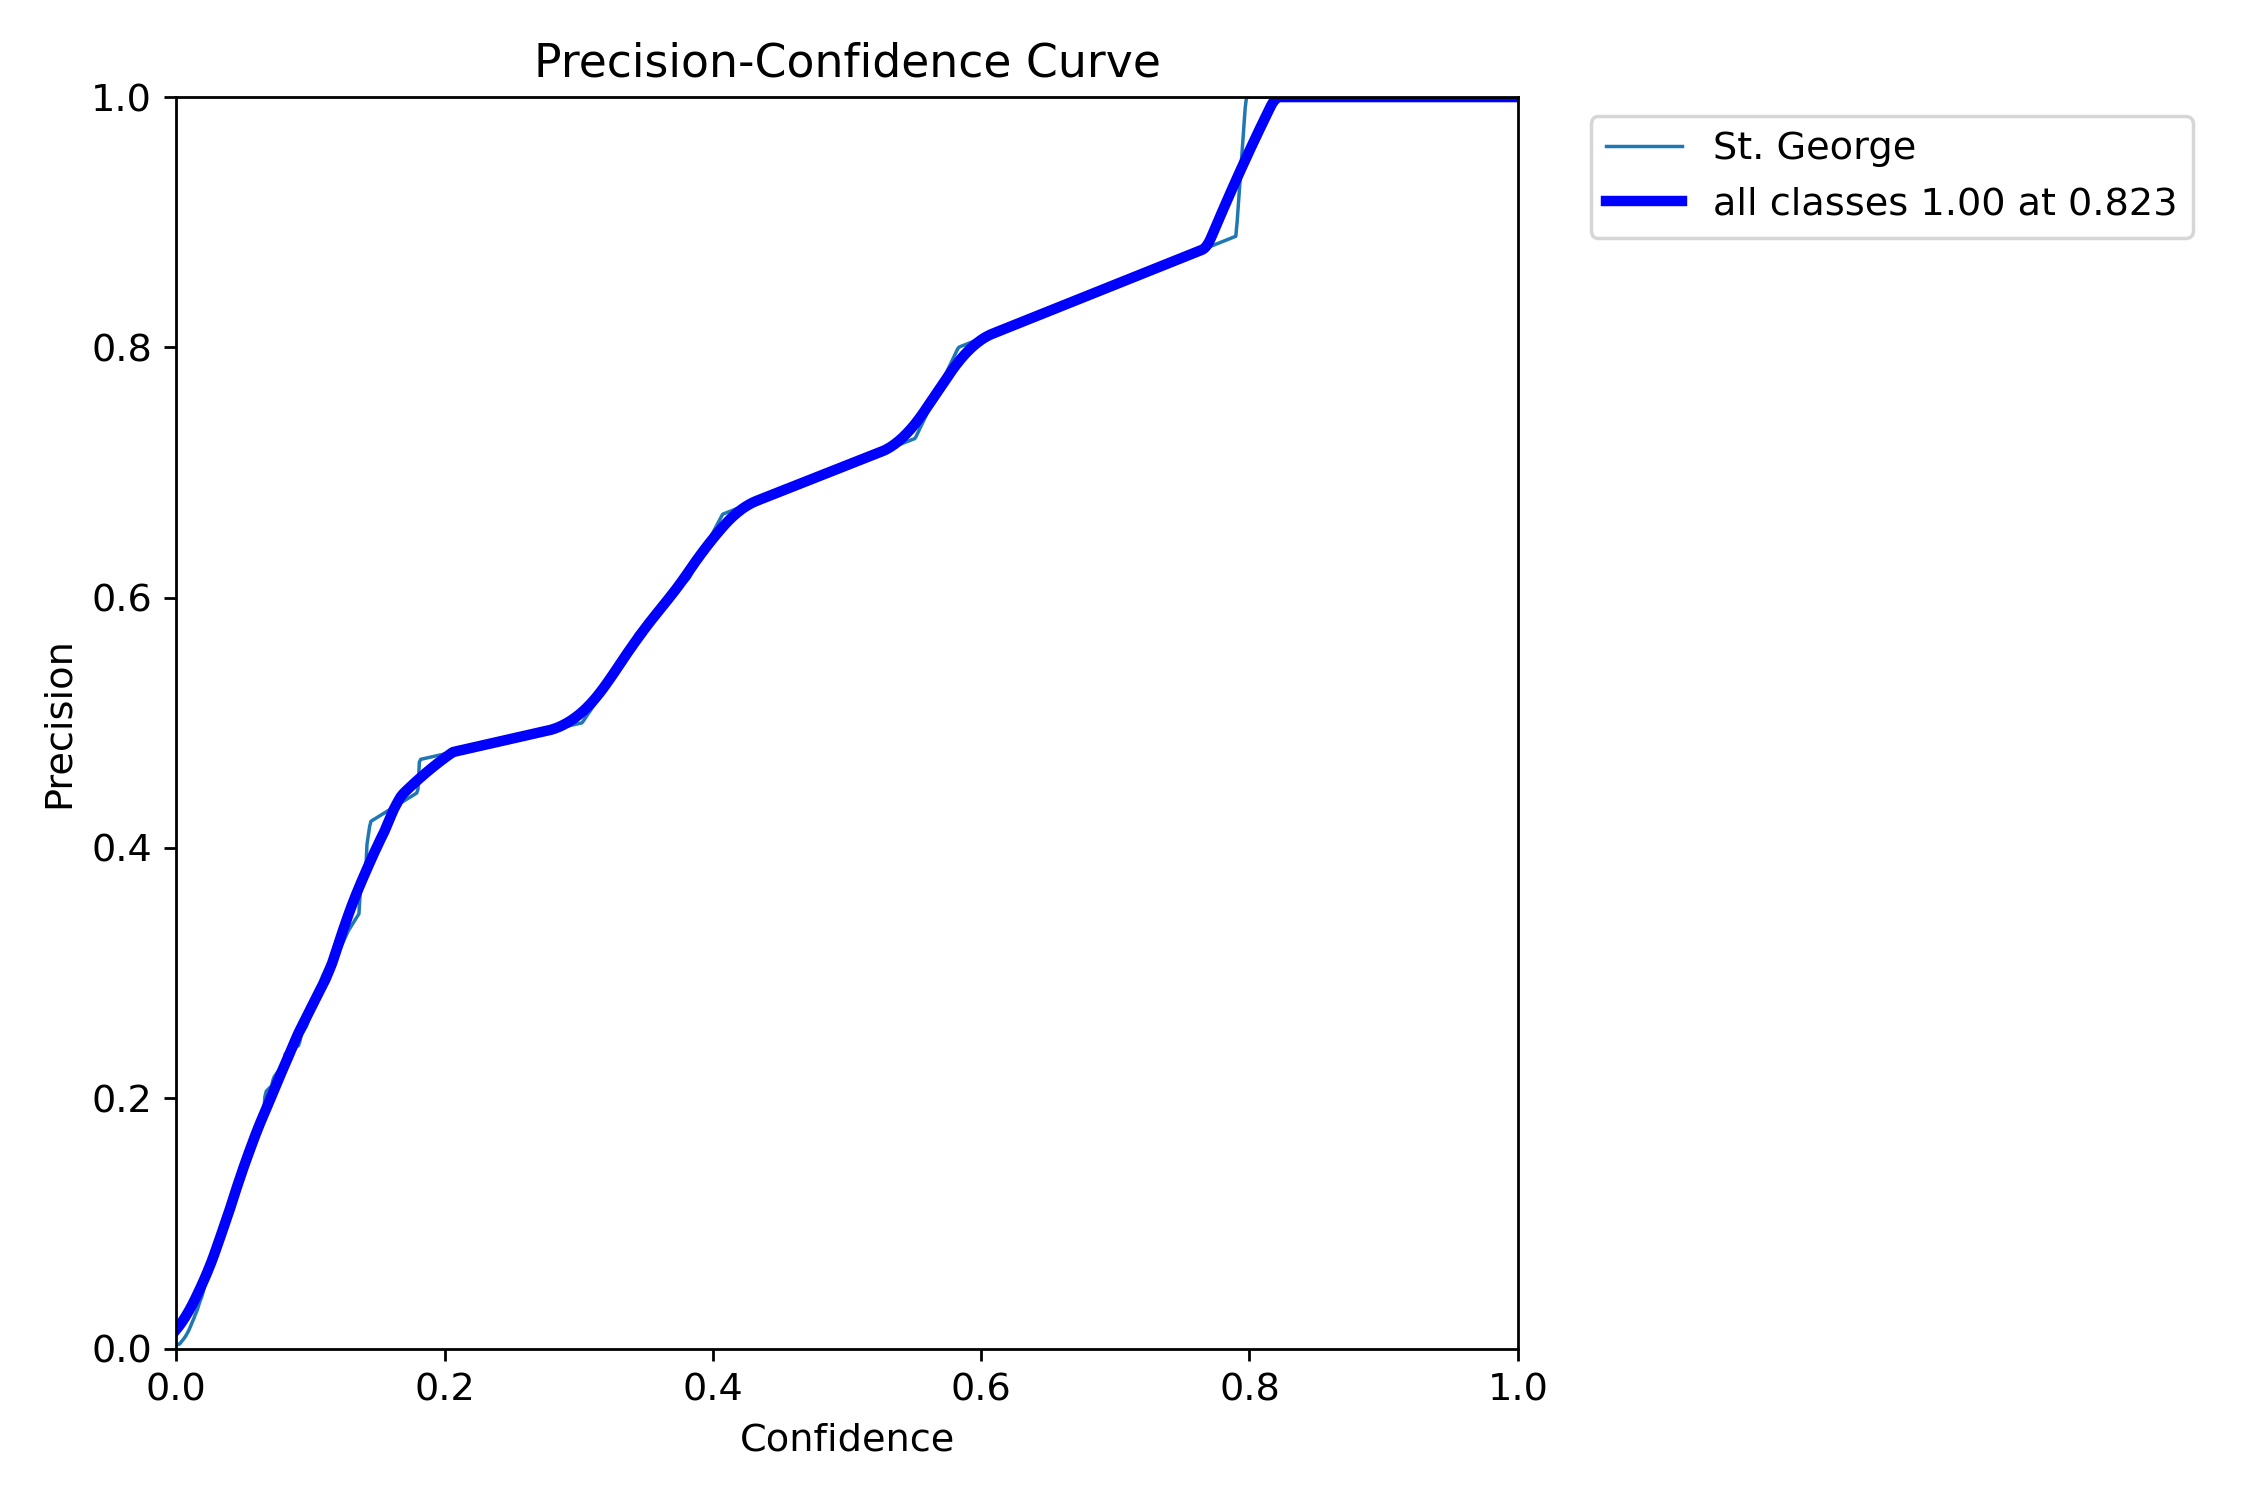 Precision-Confidence Curve
1.0
0.8
0.6
0.4
0.2
0.0
Precision
0.0 0.2 0.4 0.6 0.8 1.0
Confidence
St. George
all classes 1.00 at 0.823